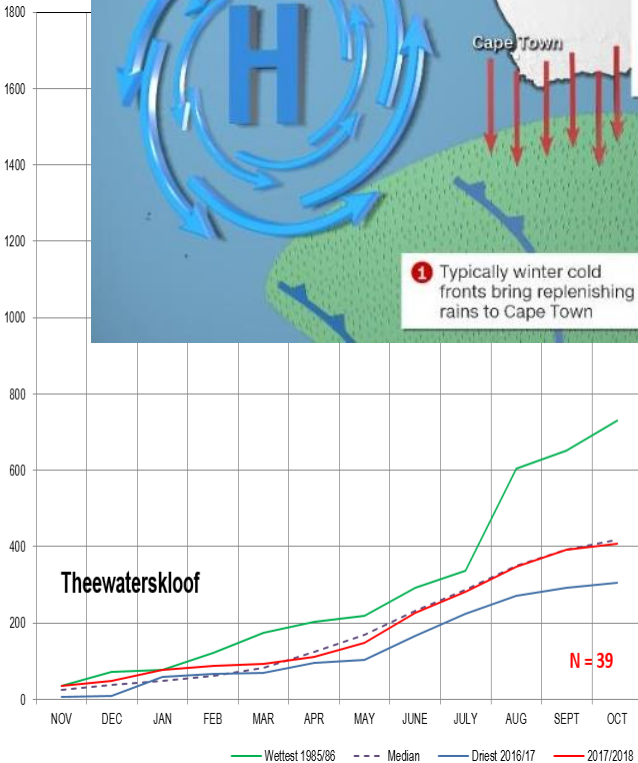 1800
1600
1400
1200
1000
800
600
400
200
0
H
Cape Town
1 Typically winter cold
fronts bring replenishing
rains to Cape Town
Theewaterskloof
N = 39
NOV DEC JAN FEB MAR APR MAY JUNE JULY AUG SEPT OCT
Wettest 1985/86 Median Driest 2016/17 2017/2018